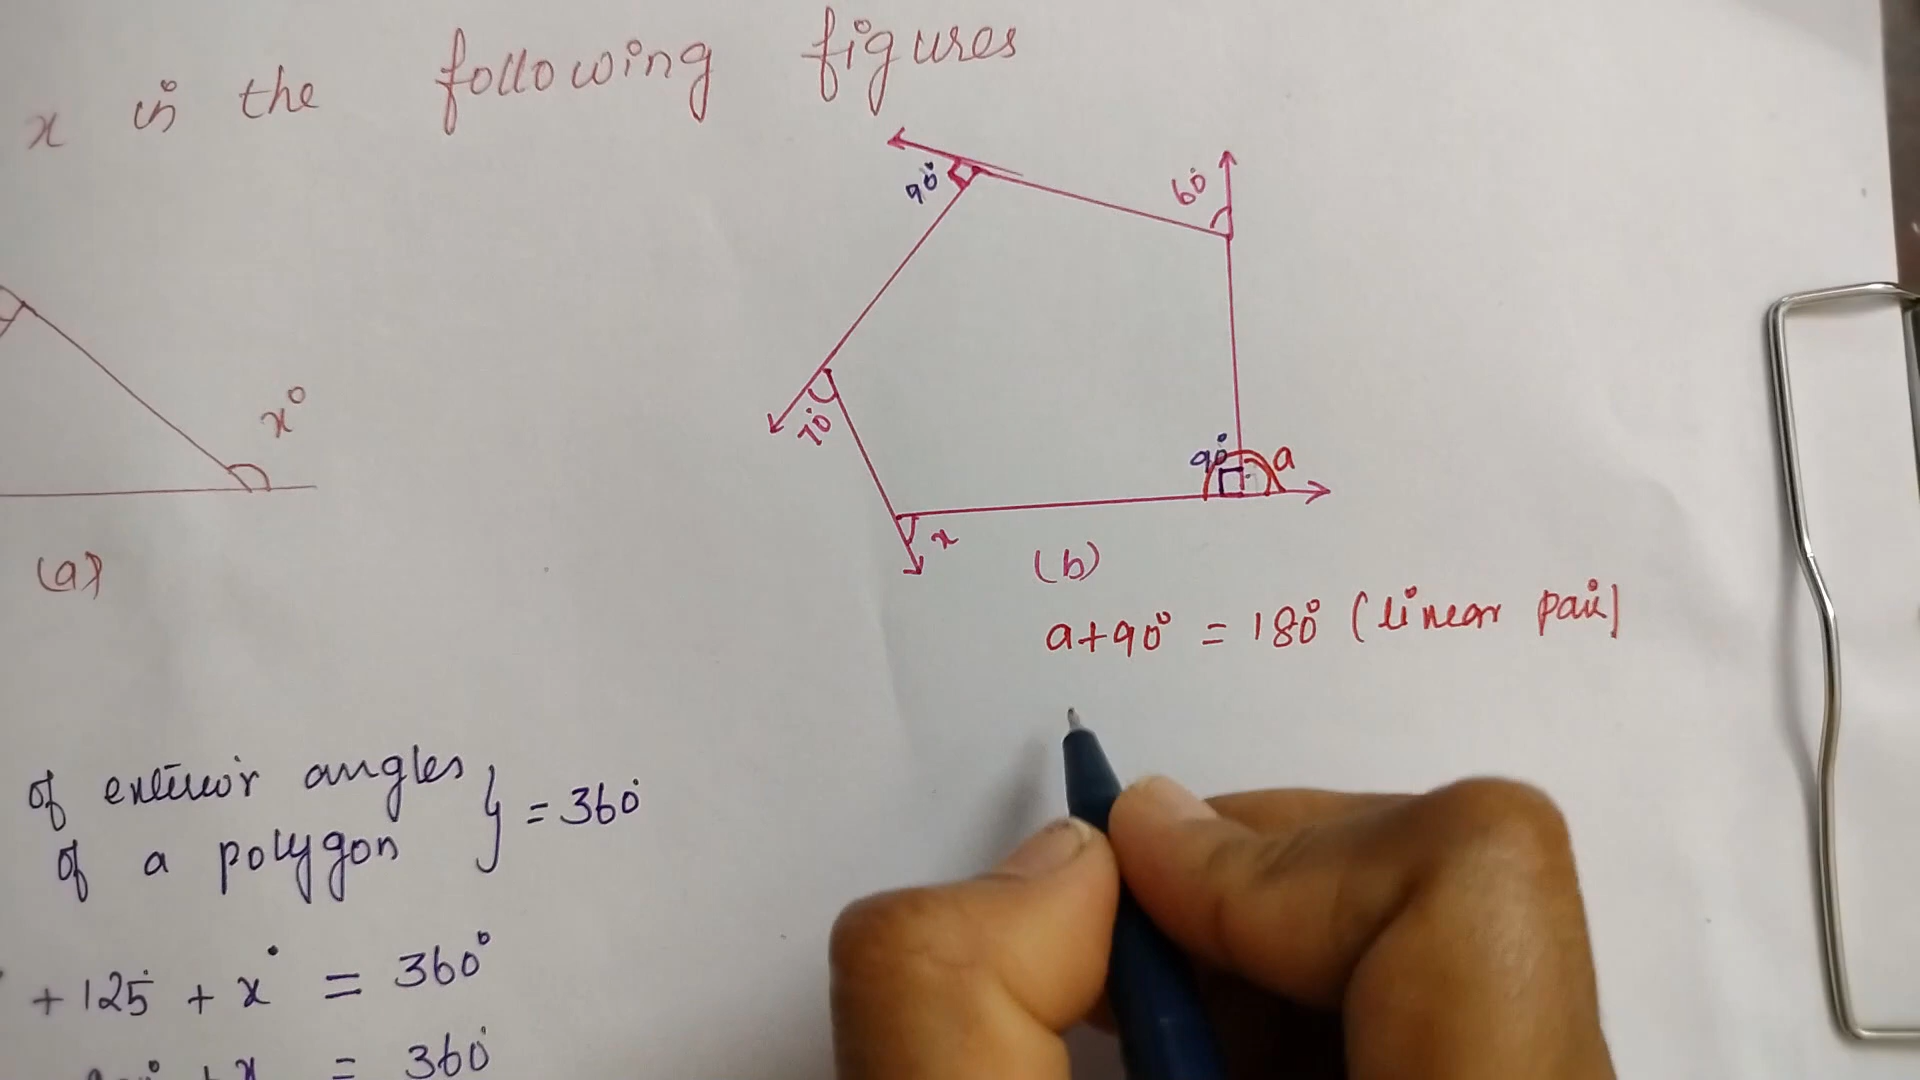 x in the following figures
90°
60°
x°
70°
90°
a
x
(a)
(b)
a+90° = 180° (linear pair)
of exterior angles
of a polygon } = 360°
+ 125° + x° = 360°
+ x = 360°